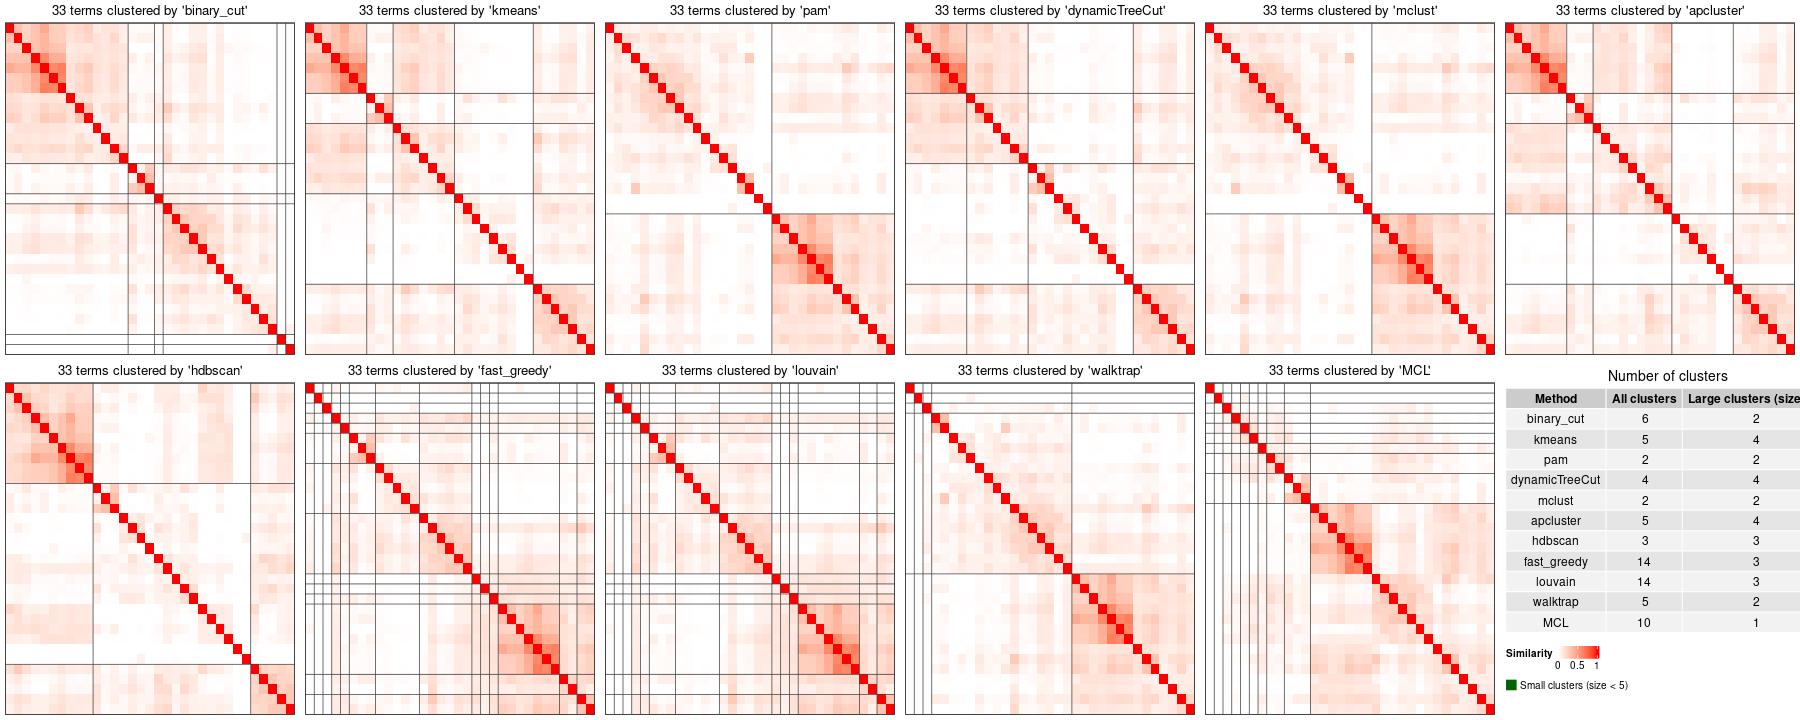 33 terms clustered by 'binary_cut'
33 terms clustered by 'kmeans'
33 terms clustered by 'pam'
33 terms clustered by 'dynamicTreeCut'
33 terms clustered by 'mclust'
33 terms clustered by 'apcluster'
33 terms clustered by 'hdbscan'
33 terms clustered by 'fast_greedy'
33 terms clustered by 'louvain'
33 terms clustered by 'walktrap'
33 terms clustered by 'MCL'
Number of clusters
Method All clusters Large clusters (size
binary_cut 6 2
kmeans 5 4
pam 2 2
dynamicTreeCut 4 4
mclust 2 2
apcluster 5 4
hdbscan 3 3
fast_greedy 14 3
louvain 14 3
walktrap 5 2
MCL 10 1
Similarity
0 0.5 1
Small clusters (size < 5)